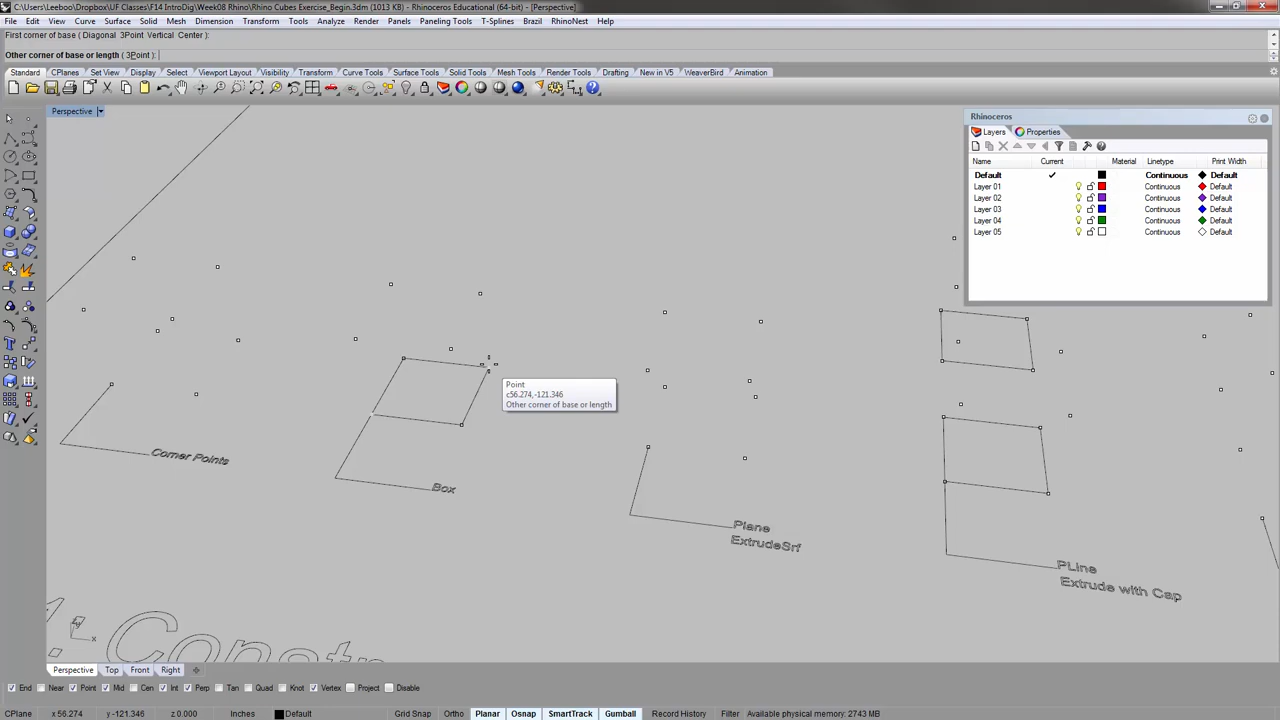 C:\Users\Leeboo\Dropbox\UF Classes\F14 IntroDig\Week08 Rhino\Rhino Cubes Exercise_Begin.3dm (1013 KB) - Rhinoceros Educational (64-bit) - [Perspective]
File Edit View Curve Surface Solid Mesh Dimension Transform Tools Analyze Render Panels Paneling Tools T-Splines Brazil RhinoNest Help
First corner of base ( Diagonal 3Point Vertical Center ):
Other corner of base or length ( 3Point ):
Standard CPlanes Set View Display Select Viewport Layout Visibility Transform Curve Tools Surface Tools Solid Tools Mesh Tools Render Tools Drafting New in V5 WeaverBird Animation
Perspective
Rhinoceros
Layers Properties
Name Current Material Linetype Print Width
Default Continuous Default
Layer 01 Continuous Default
Layer 02 Continuous Default
Layer 03 Continuous Default
Layer 04 Continuous Default
Layer 05 Continuous Default
Point
c56.274,-121.346
Other corner of base or length
Corner Points
Box
Plane
ExtrudeSrf
PLine
Extrude with Cap
1: Constr
x
Perspective Top Front Right
End Near Point Mid Cen Int Perp Tan Quad Knot Vertex Project Disable
CPlane x 56.274 y -121.346 z 0.000 Inches Default Grid Snap Ortho Planar Osnap SmartTrack Gumball Record History Filter Available physical memory: 2743 MB